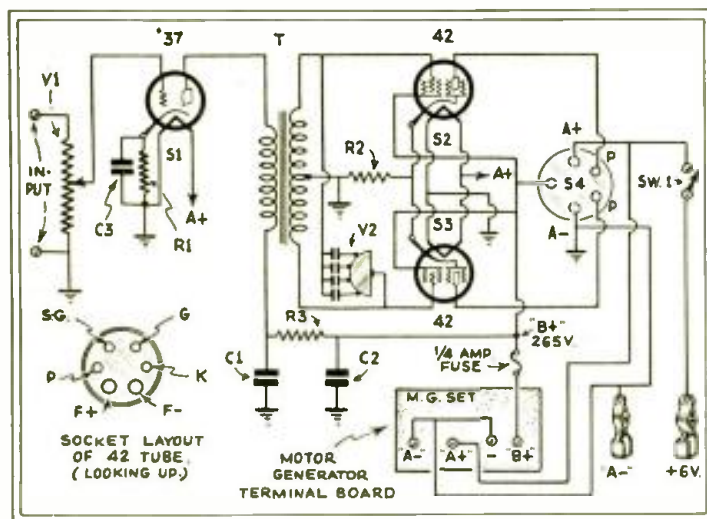 '37
T
42
V1
IN-
PUT
C3
S1
R1
A+
R2
S2
A+
S3
V2
42
A+
P
S4
P
A-
SW.1
S.G.
G
P
K
F+
F-
SOCKET LAYOUT
OF 42 TUBE
(LOOKING UP.)
R3
C1
C2
"B+"
265V.
1/4 AMP
FUSE
M.G. SET
"A-"
"A+"
-
"B+"
MOTOR
GENERATOR
TERMINAL BOARD
"A-"
+6V.